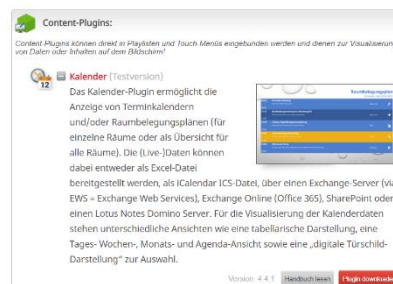 Content-Plugins:
Content-Plugins können direkt in Playlisten und Touch-Menüs eingebunden werden und dienen zur Visualisierung
von Daten oder Inhalten auf dem Bildschirm!
12
Kalender (Testversion)
Das Kalender-Plugin ermöglicht die
Anzeige von Terminkalendern
und/oder Raumbelegungsplänen (für
einzelne Räume oder als Übersicht für
alle Räume). Die (Live-)Daten können
dabei entweder als Excel-Datei
bereitgestellt werden, als iCalendar ICS-Datei, über einen Exchange-Server (via
EWS = Exchange Web Services), Exchange Online (Office 365), SharePoint oder
einen Lotus Notes Domino Server. Für die Visualisierung der Kalenderdaten
stehen unterschiedliche Ansichten wie eine tabellarische Darstellung, eine
Tages- Wochen-, Monats- und Agenda-Ansicht sowie eine „digitale Türschild-
Darstellung" zur Auswahl.
Version 4.4.1 Handbuch lesen Plugin downloaden